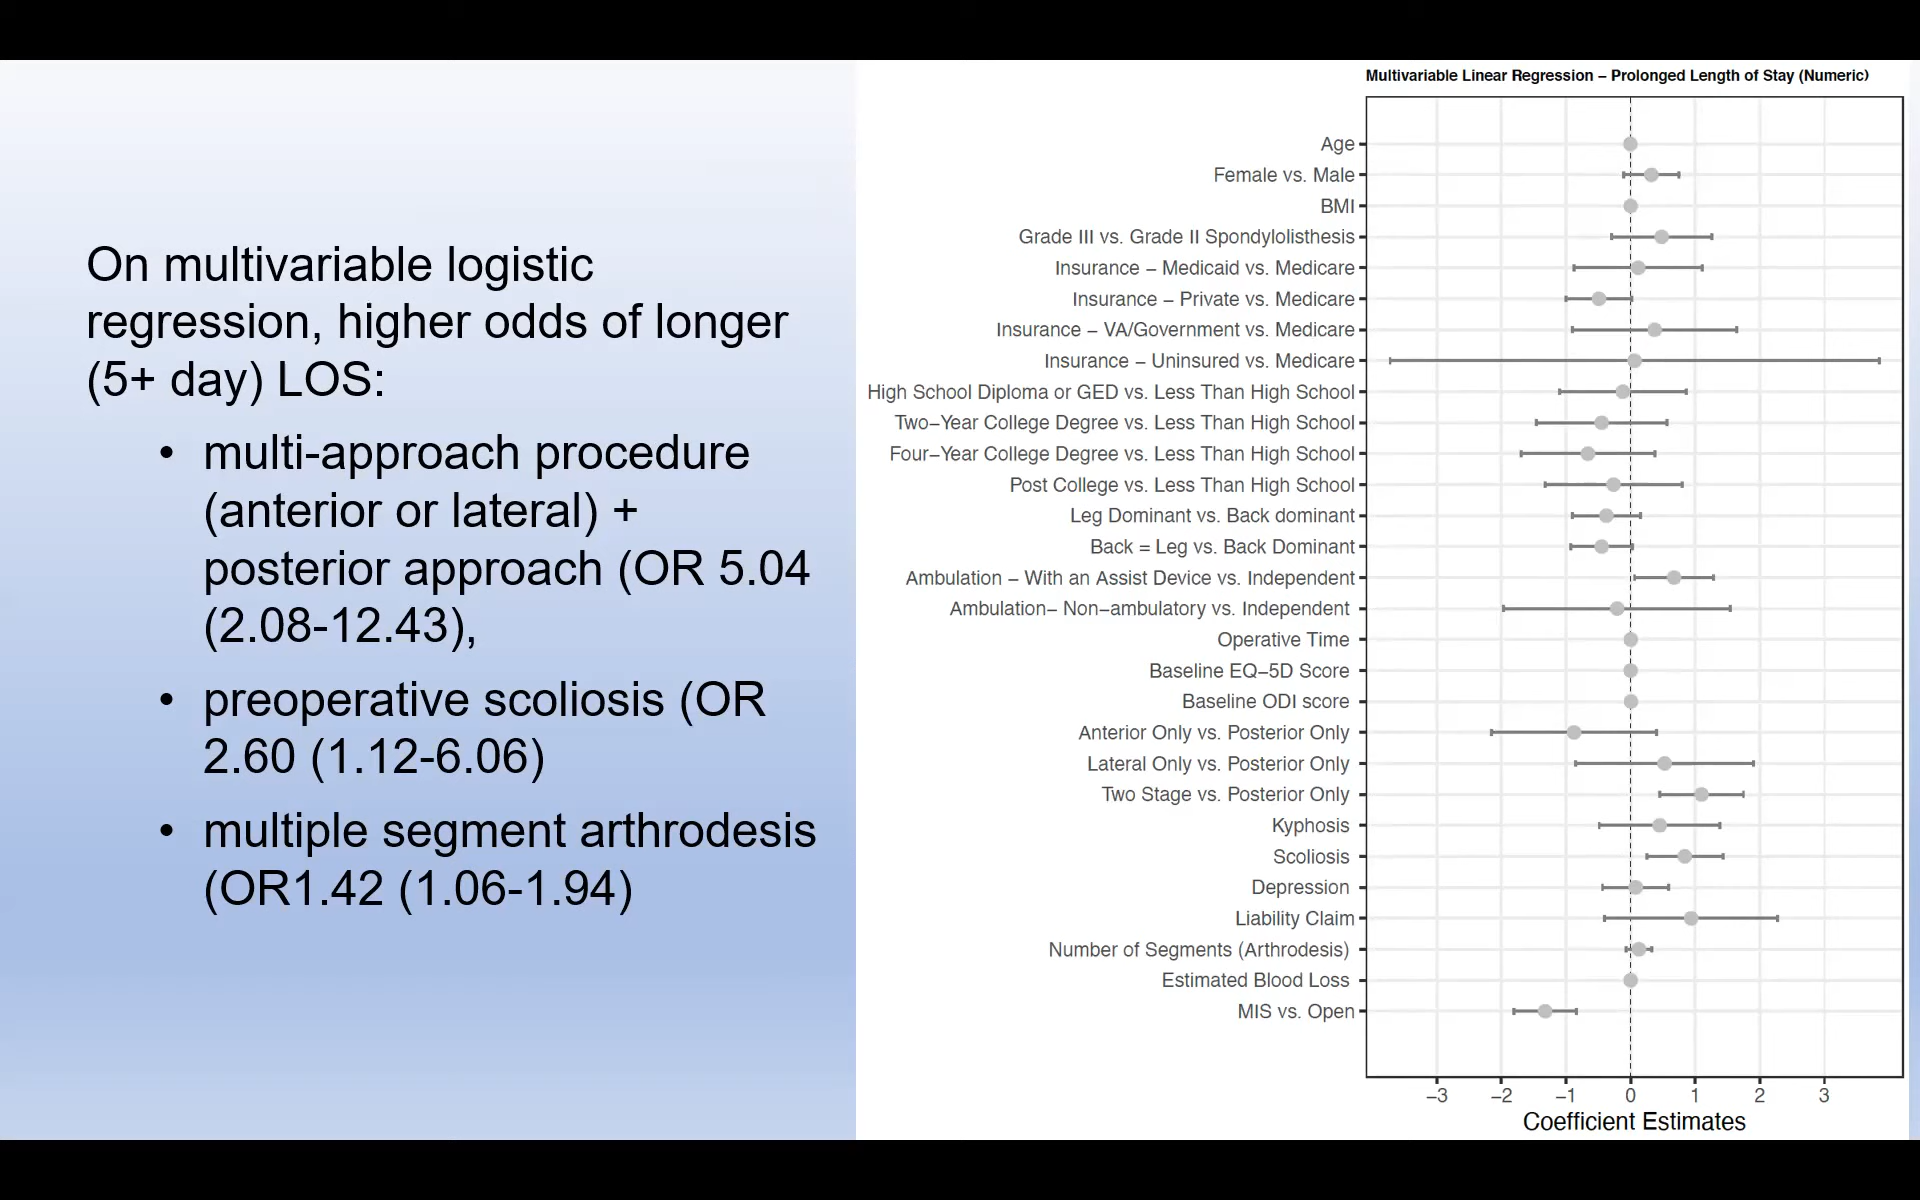 On multivariable logistic
regression, higher odds of longer
(5+ day) LOS:
• multi-approach procedure
(anterior or lateral) +
posterior approach (OR 5.04
(2.08-12.43),
• preoperative scoliosis (OR
2.60 (1.12-6.06)
• multiple segment arthrodesis
(OR1.42 (1.06-1.94)
Multivariable Linear Regression – Prolonged Length of Stay (Numeric)
Age
Female vs. Male
BMI
Grade III vs. Grade II Spondylolisthesis
Insurance – Medicaid vs. Medicare
Insurance – Private vs. Medicare
Insurance – VA/Government vs. Medicare
Insurance – Uninsured vs. Medicare
High School Diploma or GED vs. Less Than High School
Two–Year College Degree vs. Less Than High School
Four–Year College Degree vs. Less Than High School
Post College vs. Less Than High School
Leg Dominant vs. Back dominant
Back = Leg vs. Back Dominant
Ambulation – With an Assist Device vs. Independent
Ambulation– Non–ambulatory vs. Independent
Operative Time
Baseline EQ–5D Score
Baseline ODI score
Anterior Only vs. Posterior Only
Lateral Only vs. Posterior Only
Two Stage vs. Posterior Only
Kyphosis
Scoliosis
Depression
Liability Claim
Number of Segments (Arthrodesis)
Estimated Blood Loss
MIS vs. Open
–3 –2 –1 0 1 2 3
Coefficient Estimates